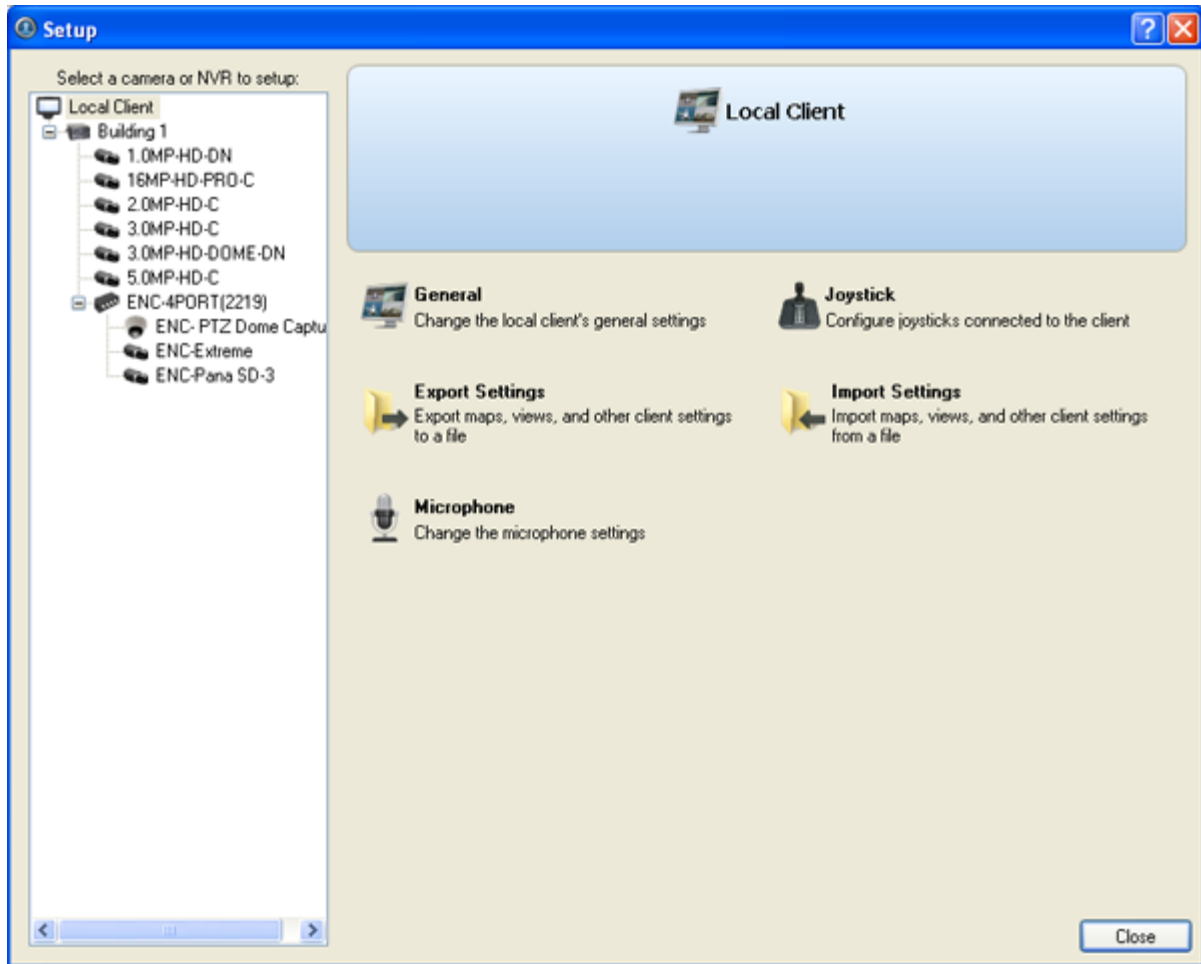 Setup
Select a camera or NVR to setup:
Local Client
Building 1
1.0MP-HD-DN
16MP-HD-PRO-C
2.0MP-HD-C
3.0MP-HD-C
3.0MP-HD-DOME-DN
5.0MP-HD-C
ENC-4PORT(2219)
ENC- PTZ Dome Captu
ENC-Extreme
ENC-Pana SD-3
Local Client
General
Change the local client's general settings
Joystick
Configure joysticks connected to the client
Export Settings
Export maps, views, and other client settings
to a file
Import Settings
Import maps, views, and other client settings
from a file
Microphone
Change the microphone settings
Close